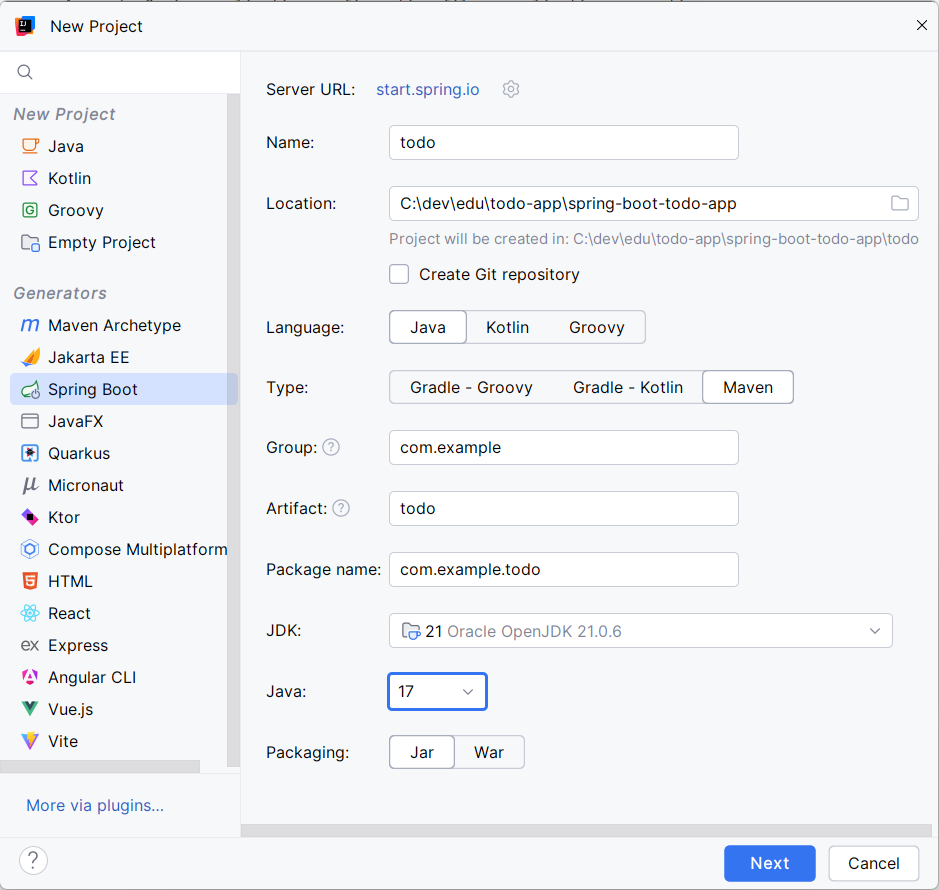 New Project
New Project
Java
Kotlin
Groovy
Empty Project
Generators
Maven Archetype
Jakarta EE
Spring Boot
JavaFX
Quarkus
Micronaut
Ktor
Compose Multiplatform
HTML
React
ex Express
Angular CLI
Vue.js
Vite
More via plugins...
Server URL: start.spring.io
Name: todo
Location: C:\dev\edu\todo-app\spring-boot-todo-app
Project will be created in: C:\dev\edu\todo-app\spring-boot-todo-app\todo
Create Git repository
Language: Java Kotlin Groovy
Type: Gradle - Groovy Gradle - Kotlin Maven
Group: ? com.example
Artifact: ? todo
Package name: com.example.todo
JDK: 21 Oracle OpenJDK 21.0.6
Java: 17
Packaging: Jar War
? Next Cancel